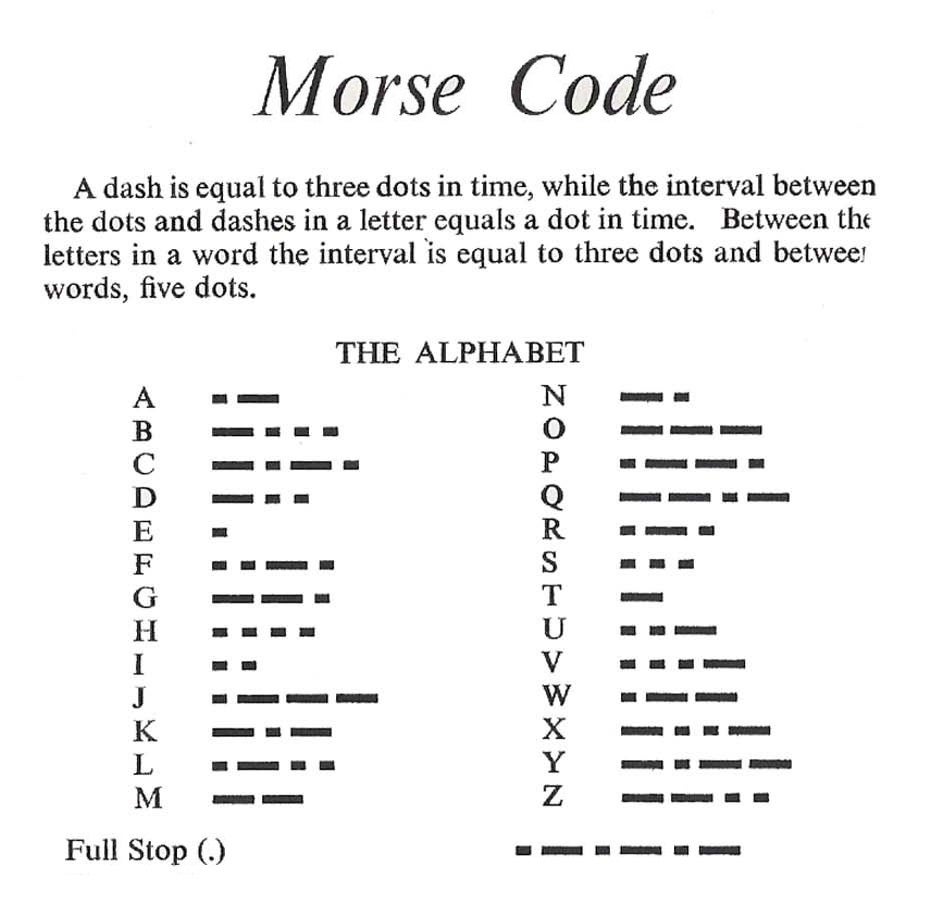 Morse Code
A dash is equal to three dots in time, while the interval between
the dots and dashes in a letter equals a dot in time. Between the
letters in a word the interval is equal to three dots and between
words, five dots.
THE ALPHABET
A ▄ ▄▄▄ N ▄▄▄ ▄
B ▄▄▄ ▄ ▄ ▄ O ▄▄▄ ▄▄▄ ▄▄▄
C ▄▄▄ ▄ ▄▄▄ ▄ P ▄ ▄▄▄ ▄▄▄ ▄
D ▄▄▄ ▄ ▄ Q ▄▄▄ ▄▄▄ ▄ ▄▄▄
E ▄ R ▄ ▄▄▄ ▄
F ▄ ▄ ▄▄▄ ▄ S ▄ ▄ ▄
G ▄▄▄ ▄▄▄ ▄ T ▄▄▄
H ▄ ▄ ▄ ▄ U ▄ ▄ ▄▄▄
I ▄ ▄ V ▄ ▄ ▄ ▄▄▄
J ▄ ▄▄▄ ▄▄▄ ▄▄▄ W ▄ ▄▄▄ ▄▄▄
K ▄▄▄ ▄ ▄▄▄ X ▄▄▄ ▄ ▄ ▄▄▄
L ▄ ▄▄▄ ▄ ▄ Y ▄▄▄ ▄ ▄▄▄ ▄▄▄
M ▄▄▄ ▄▄▄ Z ▄▄▄ ▄▄▄ ▄ ▄
Full Stop (.) ▄ ▄▄▄ ▄ ▄▄▄ ▄ ▄▄▄